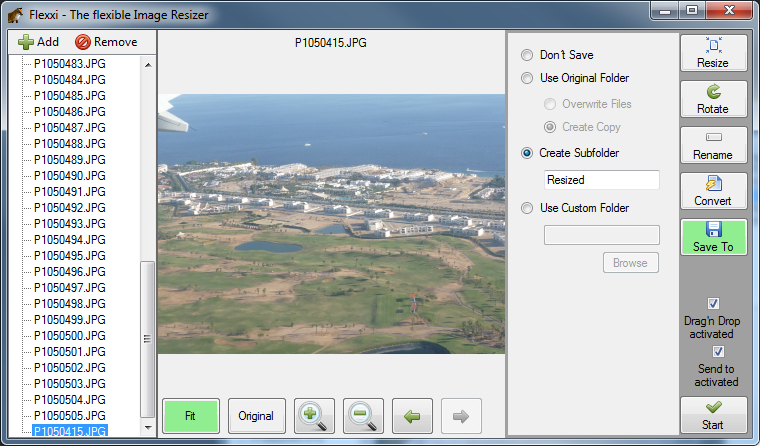 Flexxi - The flexible Image Resizer
Add
Remove
P1050483.JPG
P1050484.JPG
P1050485.JPG
P1050486.JPG
P1050487.JPG
P1050488.JPG
P1050489.JPG
P1050490.JPG
P1050491.JPG
P1050492.JPG
P1050493.JPG
P1050494.JPG
P1050495.JPG
P1050496.JPG
P1050497.JPG
P1050498.JPG
P1050499.JPG
P1050500.JPG
P1050501.JPG
P1050502.JPG
P1050503.JPG
P1050504.JPG
P1050505.JPG
P1050415.JPG
P1050415.JPG
Fit
Original
Don't Save
Use Original Folder
Overwrite Files
Create Copy
Create Subfolder
Resized
Use Custom Folder
Browse
Resize
Rotate
Rename
Convert
Save To
Drag'n Drop
activated
Send to
activated
Start